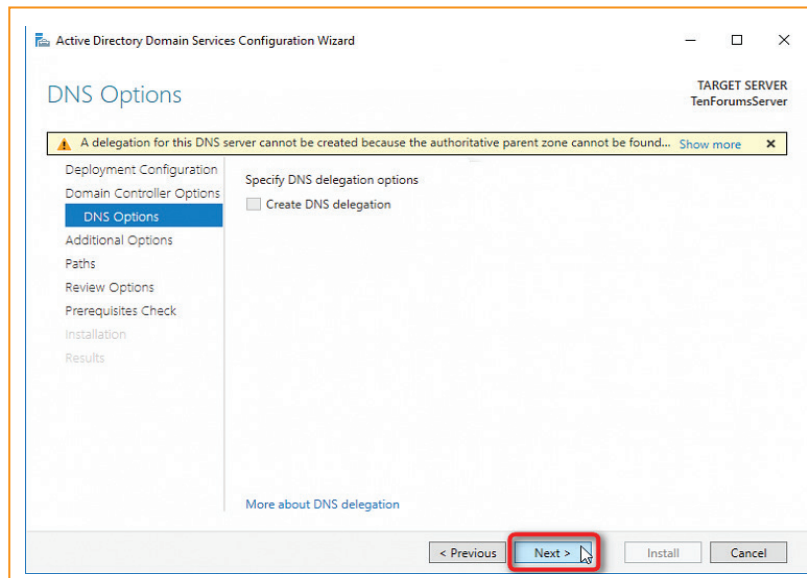 Active Directory Domain Services Configuration Wizard
DNS Options
TARGET SERVER
TenForumsServer
A delegation for this DNS server cannot be created because the authoritative parent zone cannot be found... Show more
Deployment Configuration
Domain Controller Options
DNS Options
Additional Options
Paths
Review Options
Prerequisites Check
Installation
Results
Specify DNS delegation options
Create DNS delegation
More about DNS delegation
< Previous
Next >
Install
Cancel